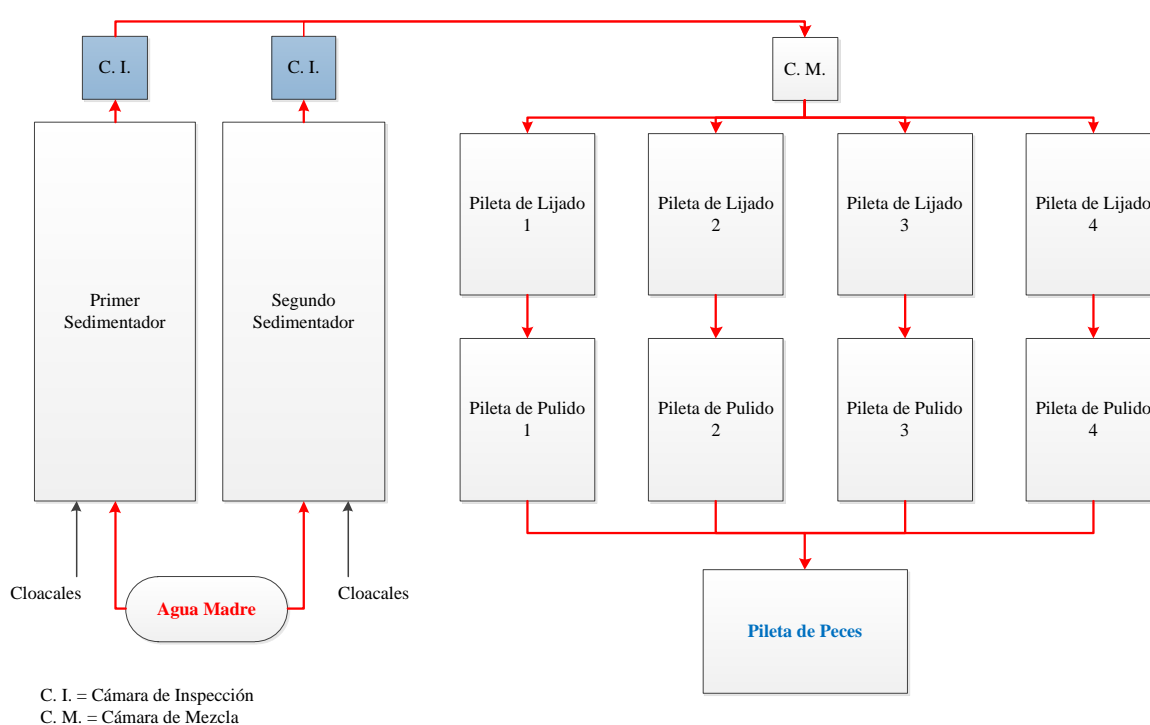 C. I.
C. I.
C. M.
Pileta de Lijado
1
Pileta de Lijado
2
Pileta de Lijado
3
Pileta de Lijado
4
Primer
Sedimentador
Segundo
Sedimentador
Pileta de Pulido
1
Pileta de Pulido
2
Pileta de Pulido
3
Pileta de Pulido
4
Cloacales
Agua Madre
Cloacales
Pileta de Peces
C. I. = Cámara de Inspección
C. M. = Cámara de Mezcla